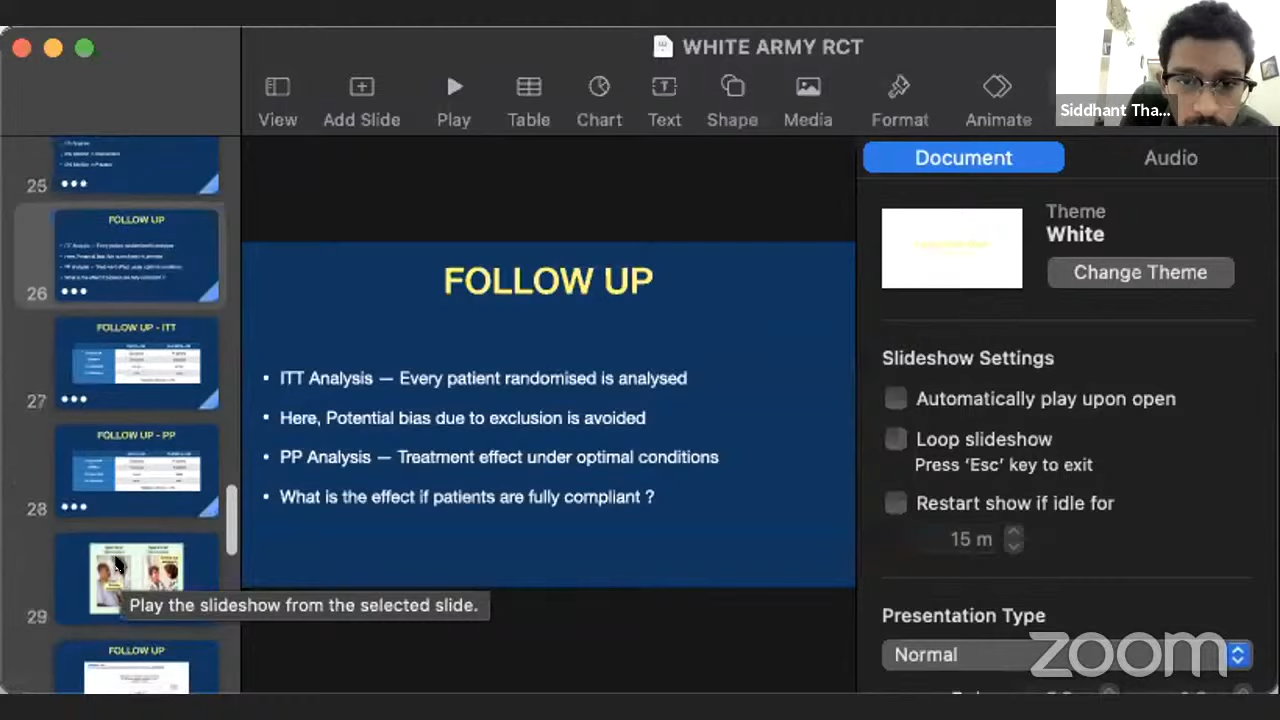 WHITE ARMY RCT
View
Add Slide
Play
Table
Chart
Text
Shape
Media
Format
Animate
Siddhant Tha...
Document
Audio
Theme
White
Change Theme
Slideshow Settings
Automatically play upon open
Loop slideshow
Press ‘Esc’ key to exit
Restart show if idle for
15 m
Presentation Type
Normal
zoom
25
FOLLOW UP
26
FOLLOW UP - ITT
27
FOLLOW UP - PP
28
29
FOLLOW UP
Play the slideshow from the selected slide.
FOLLOW UP
• ITT Analysis — Every patient randomised is analysed
• Here, Potential bias due to exclusion is avoided
• PP Analysis — Treatment effect under optimal conditions
• What is the effect if patients are fully compliant ?